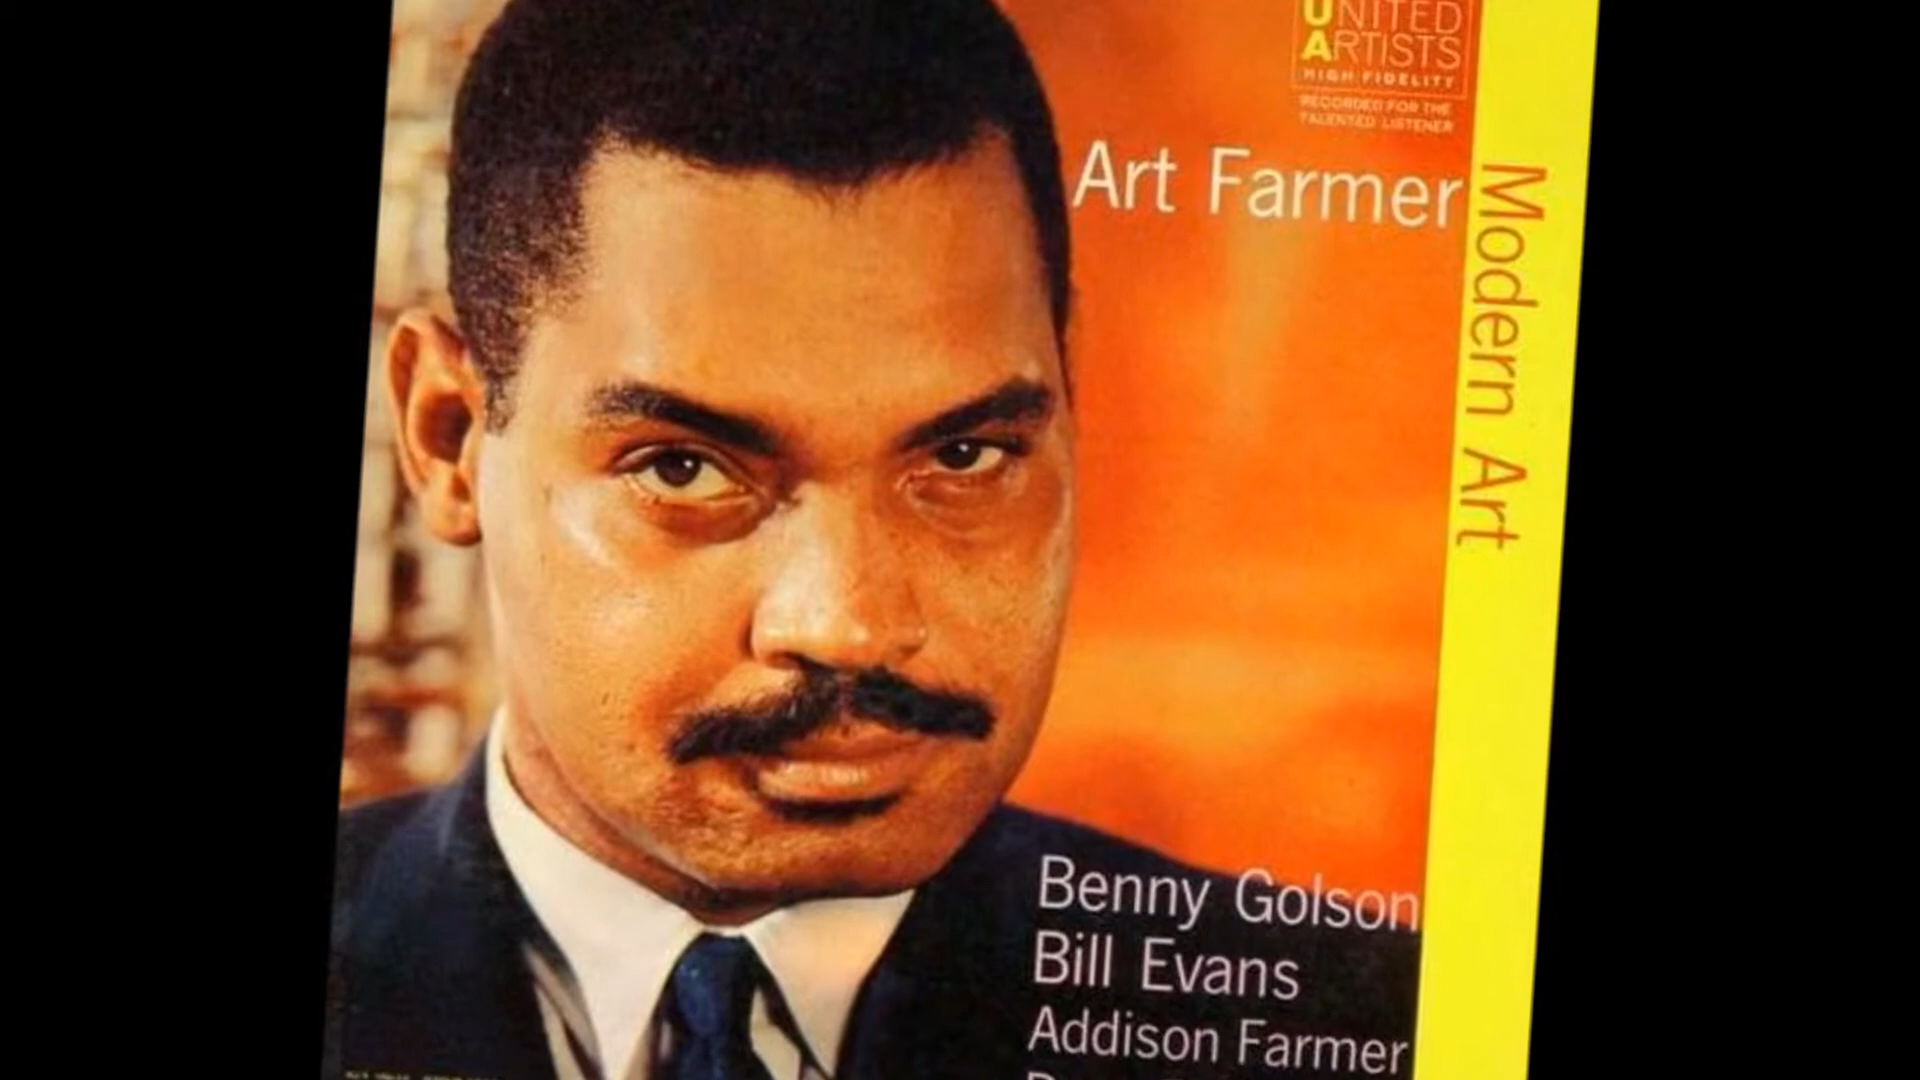 UNITED
ARTISTS
HIGH FIDELITY
RECORDED FOR THE
TALENTED LISTENER
Art Farmer
Modern Art
Benny Golson
Bill Evans
Addison Farmer